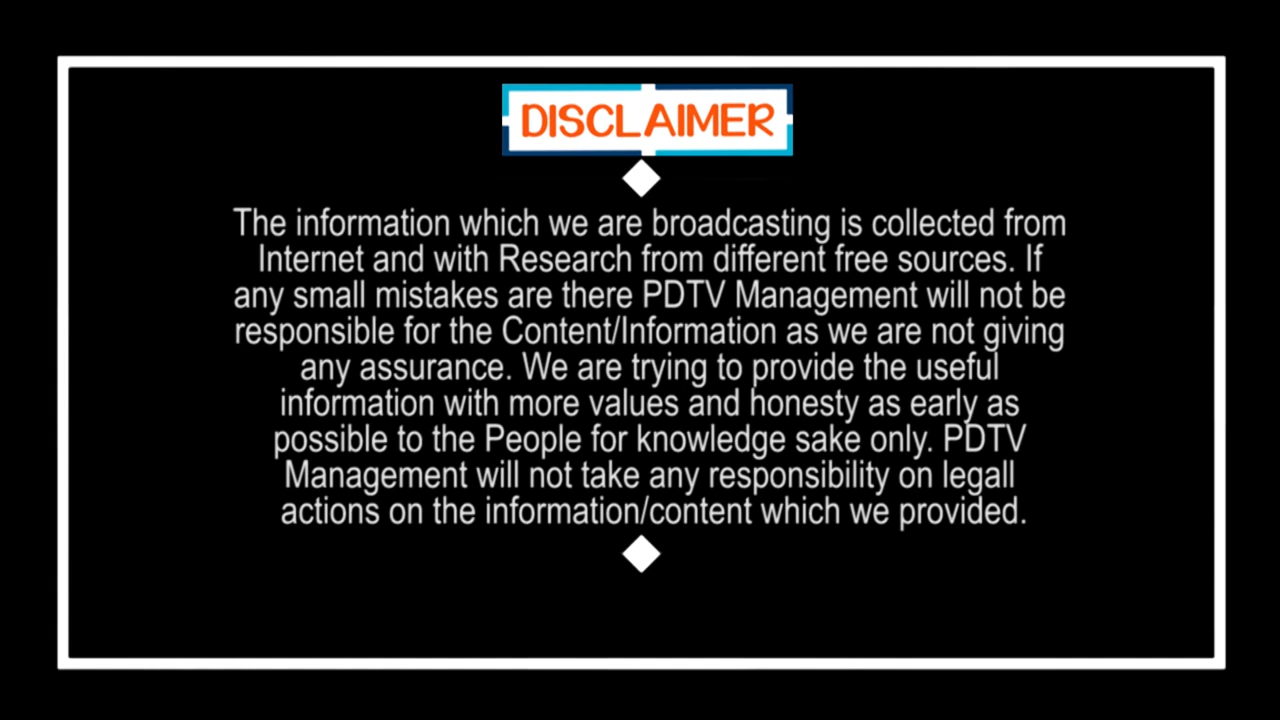 DISCLAIMER
The information which we are broadcasting is collected from
Internet and with Research from different free sources. If
any small mistakes are there PDTV Management will not be
responsible for the Content/Information as we are not giving
any assurance. We are trying to provide the useful
information with more values and honesty as early as
possible to the People for knowledge sake only. PDTV
Management will not take any responsibility on legall
actions on the information/content which we provided.